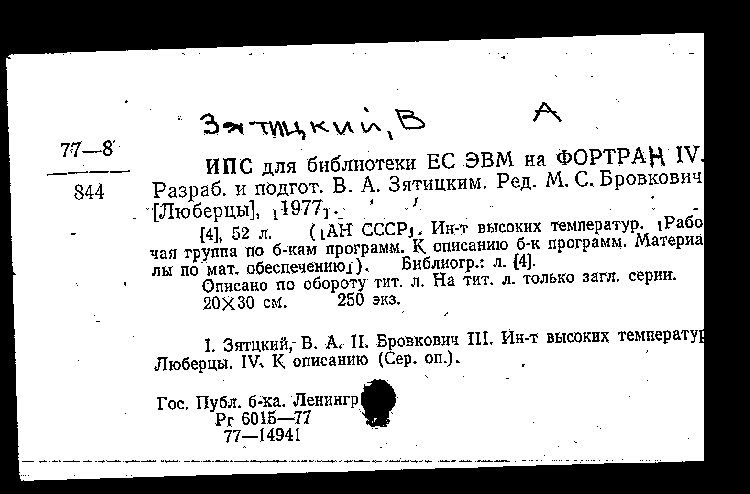 Зятицкий, В А
77—8
844
ИПС для библиотеки ЕС ЭВМ на ФОРТРАН IV.
Разраб. и подгот. В. А. Зятицким. Ред. М. С. Бровкович
[Люберцы], [1977].
[4], 52 л. ([АН СССР]. Ин-т высоких температур. [Рабо
чая группа по б-кам программ. К описанию б-к программ. Материа
лы по мат. обеспечению]). Библиогр.: л. [4].
Описано по обороту тит. л. На тит. л. только загл. серии.
20×30 см. 250 экз.
I. Зятцкий, В. А. II. Бровкович III. Ин-т высоких температур
Люберцы. IV. К описанию (Сер. оп.).
Гос. Публ. б-ка. Ленингр
Рг 6015—77
77—14941